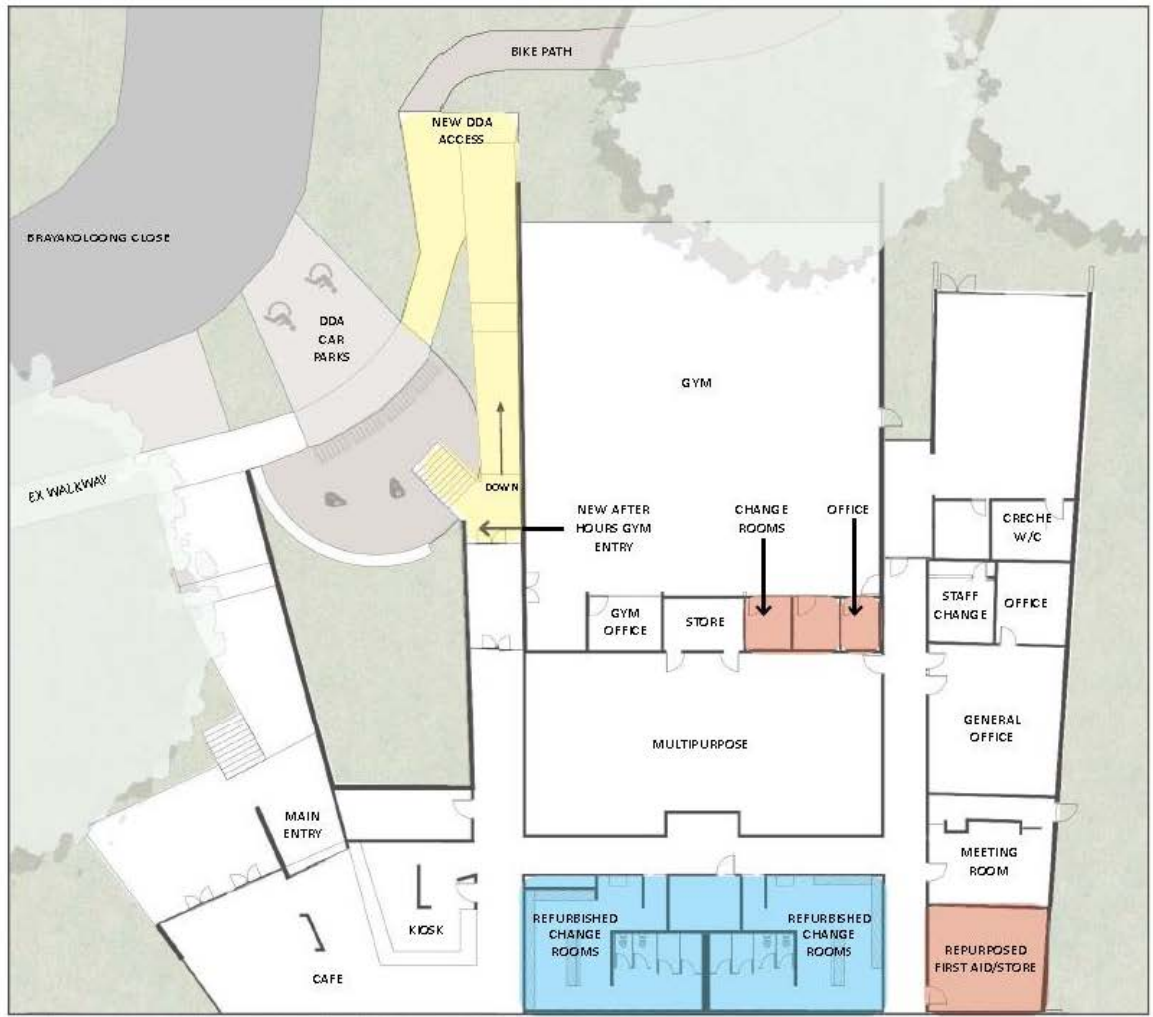 BIKE PATH
NEW DDA
ACCESS
BRAYAKOLOONG CLOSE
DDA
CAR
PARKS
GYM
EX WALKWAY
DOWN
NEW AFTER
HOURS GYM
ENTRY
CHANGE
ROOMS
OFFICE
CRECHE
W/C
GYM
OFFICE
STORE
STAFF
CHANGE
OFFICE
GENERAL
OFFICE
MULTIPURPOSE
MAIN
ENTRY
MEETING
ROOM
KIOSK
CAFE
REFURBISHED
CHANGE
ROOMS
REFURBISHED
CHANGE
ROOMS
REPURPOSED
FIRST AID/STORE